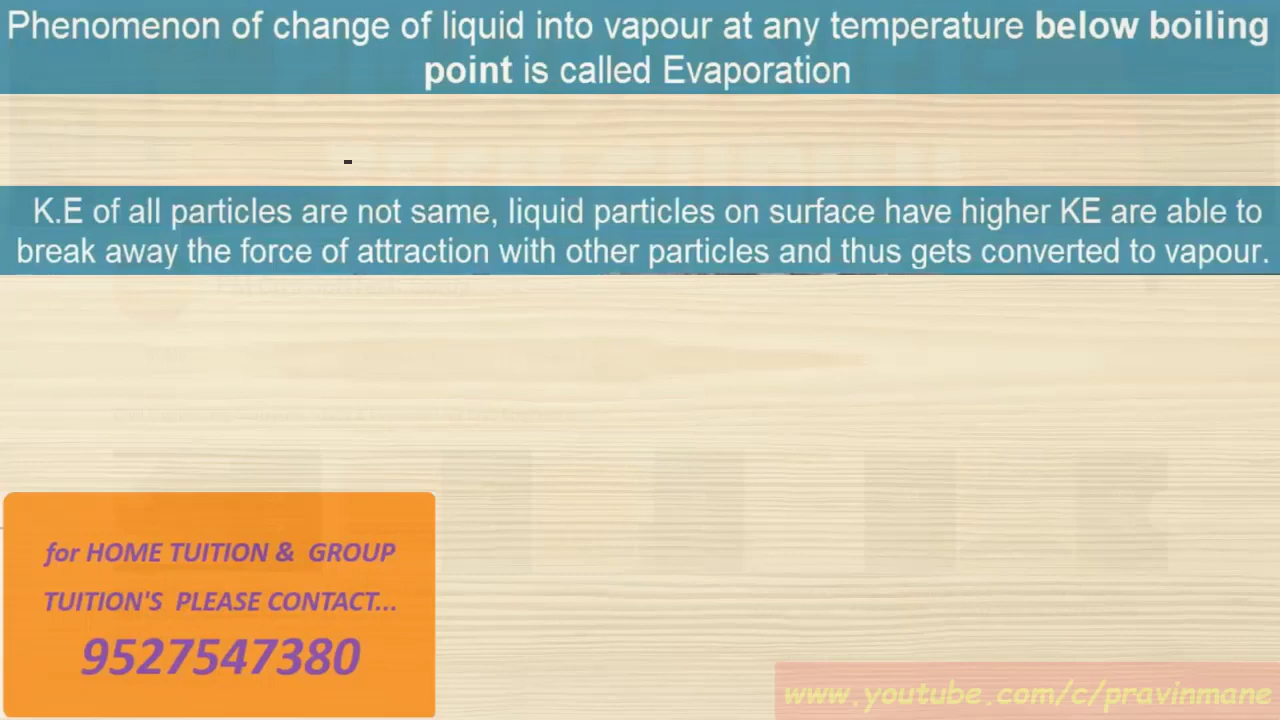 Phenomenon of change of liquid into vapour at any temperature below boiling
point is called Evaporation
-
K.E of all particles are not same, liquid particles on surface have higher KE are able to
break away the force of attraction with other particles and thus gets converted to vapour.
for HOME TUITION & GROUP
TUITION'S PLEASE CONTACT...
9527547380
www.youtube.com/c/pravinmane